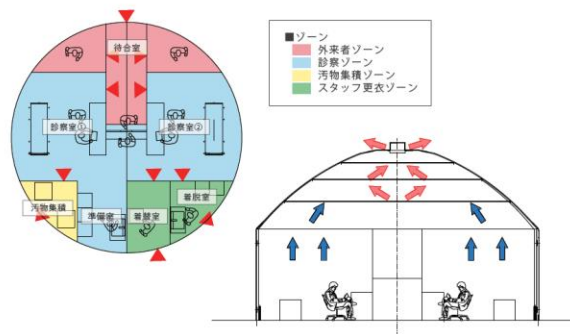 待合室
診察室①
診察室②
汚物集積
準備室
着替室
着脱室
■ゾーン
外来者ゾーン
診察ゾーン
汚物集積ゾーン
スタッフ更衣ゾーン